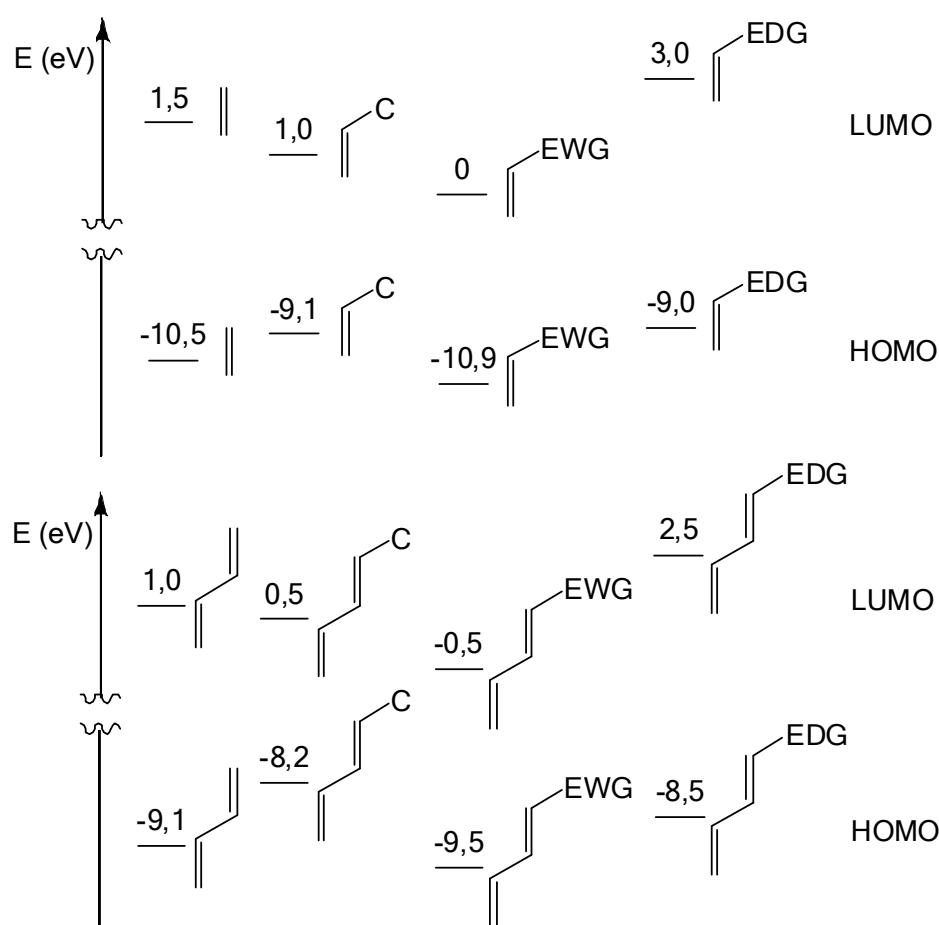 EDG
E (eV)
3,0
1,5
C
1,0
LUMO
EWG
0
C
EDG
-9,1
-9,0
-10,5
EWG
HOMO
-10,9
EDG
E (eV)
2,5
C
1,0
0,5
EWG
LUMO
-0,5
C
EDG
-8,2
EWG
-8,5
-9,1
HOMO
-9,5